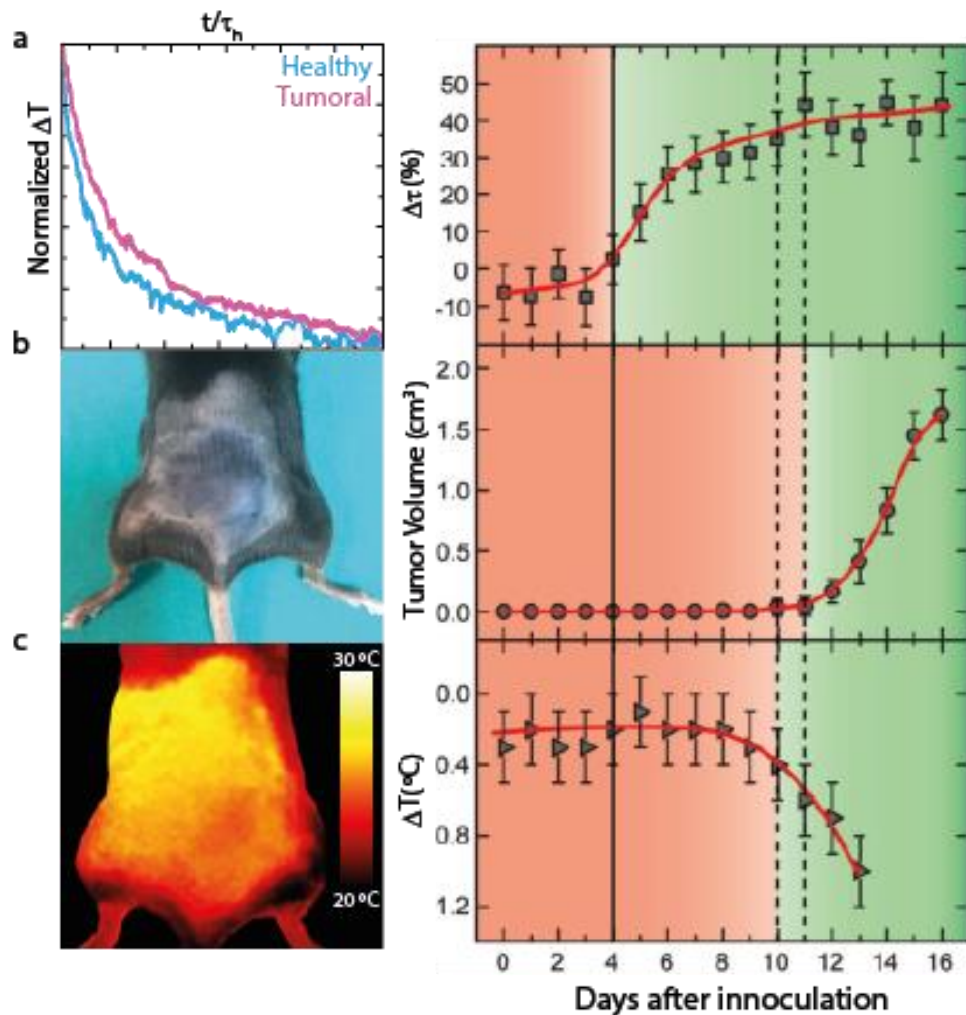 a
t/τh
Normalized ΔT
Healthy
Tumoral
b
c
30 ºC
20 ºC
Δτ (%)
50
40
30
20
10
0
-10
Tumor Volume (cm³)
2.0
1.5
1.0
0.5
0.0
ΔT(ºC)
0.0
0.4
0.8
1.2
0 2 4 6 8 10 12 14 16
Days after innoculation